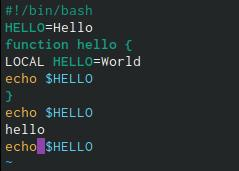 #!/bin/bash
HELLO=Hello
function hello {
LOCAL HELLO=World
echo $HELLO
}
echo $HELLO
hello
echo $HELLO
~